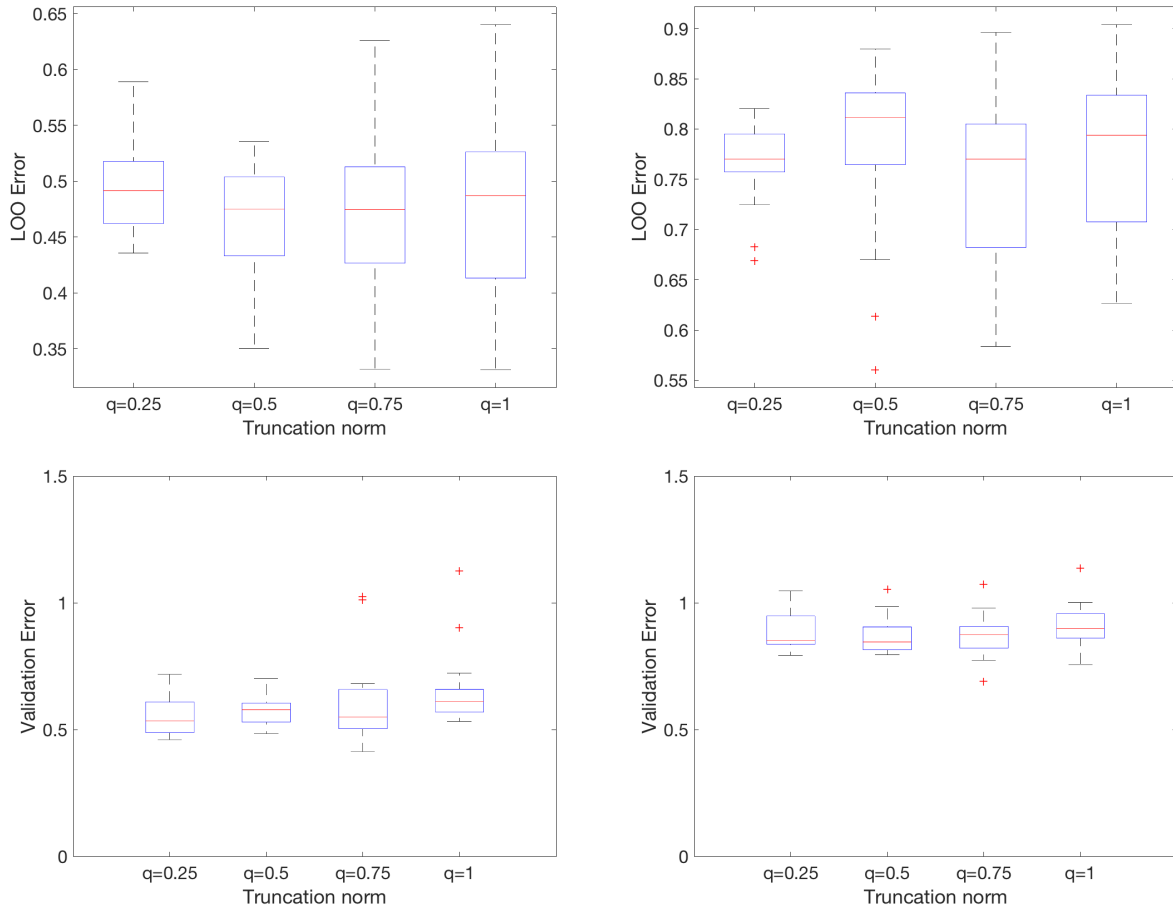 LOO Error
0.65
0.6
0.55
0.5
0.45
0.4
0.35
q=0.25 q=0.5 q=0.75 q=1
Truncation norm
LOO Error
0.9
0.85
0.8
0.75
0.7
0.65
0.6
0.55
q=0.25 q=0.5 q=0.75 q=1
Truncation norm
Validation Error
1.5
1
0.5
0
q=0.25 q=0.5 q=0.75 q=1
Truncation norm
Validation Error
1.5
1
0.5
0
q=0.25 q=0.5 q=0.75 q=1
Truncation norm